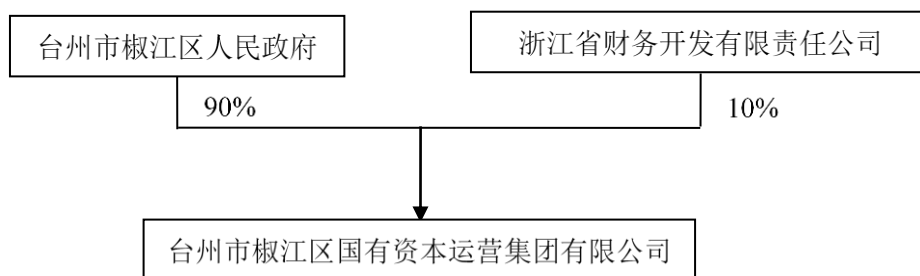 台州市椒江区人民政府
浙江省财务开发有限责任公司
90%
10%
台州市椒江区国有资本运营集团有限公司